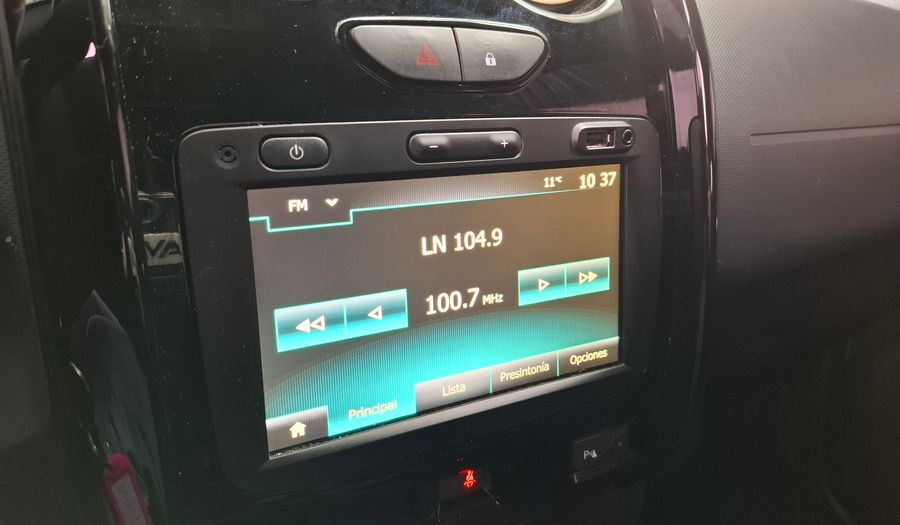 11°C 10 37
FM
LN 104.9
100.7 MHz
Principal Lista Presintonía Opciones